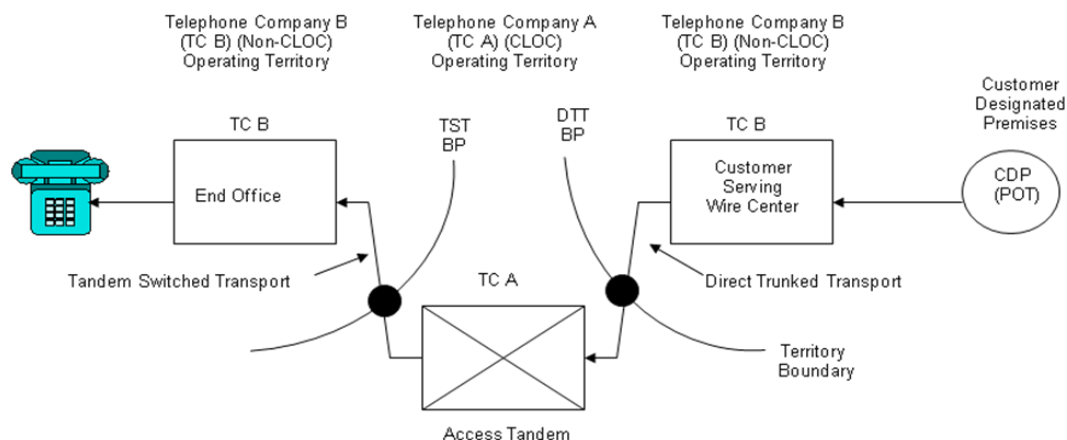 Telephone Company B
(TC B) (Non-CLOC)
Operating Territory
Telephone Company A
(TC A) (CLOC)
Operating Territory
Telephone Company B
(TC B) (Non-CLOC)
Operating Territory
Customer
Designated
Premises
TC B
TST
BP
DTT
BP
TC B
End Office
Customer
Serving
Wire Center
CDP
(POT)
Tandem Switched Transport
TC A
Direct Trunked Transport
Territory
Boundary
Access Tandem